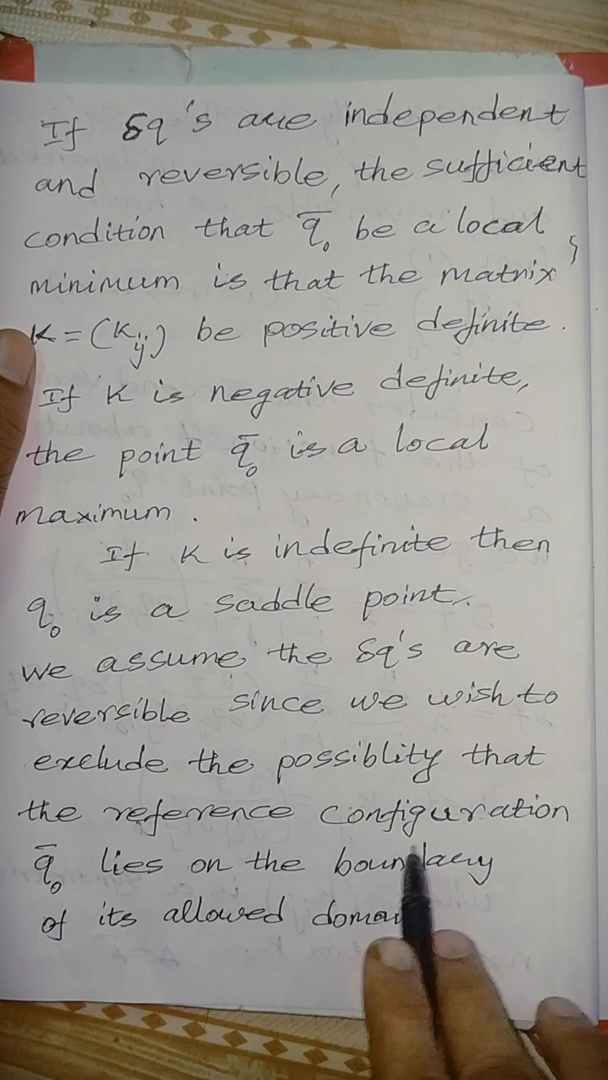 If δq's are independent
and reversible, the sufficient
condition that q̄₀ be a local
minimum is that the matrix
K = (Kᵢⱼ) be positive definite.
If K is negative definite,
the point q̄₀ is a local
maximum.
If K is indefinite then
q₀ is a saddle point.
We assume the δq's are
reversible since we wish to
exclude the possiblity that
the reference configuration
q̄₀ lies on the boundary
of its allowed domai